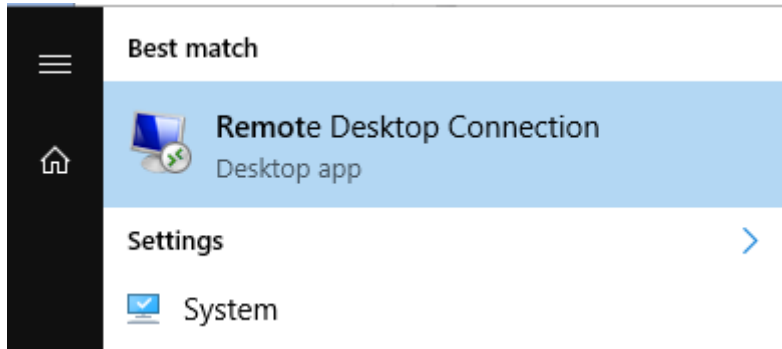 Best match
Remote Desktop Connection
Desktop app
Settings
System